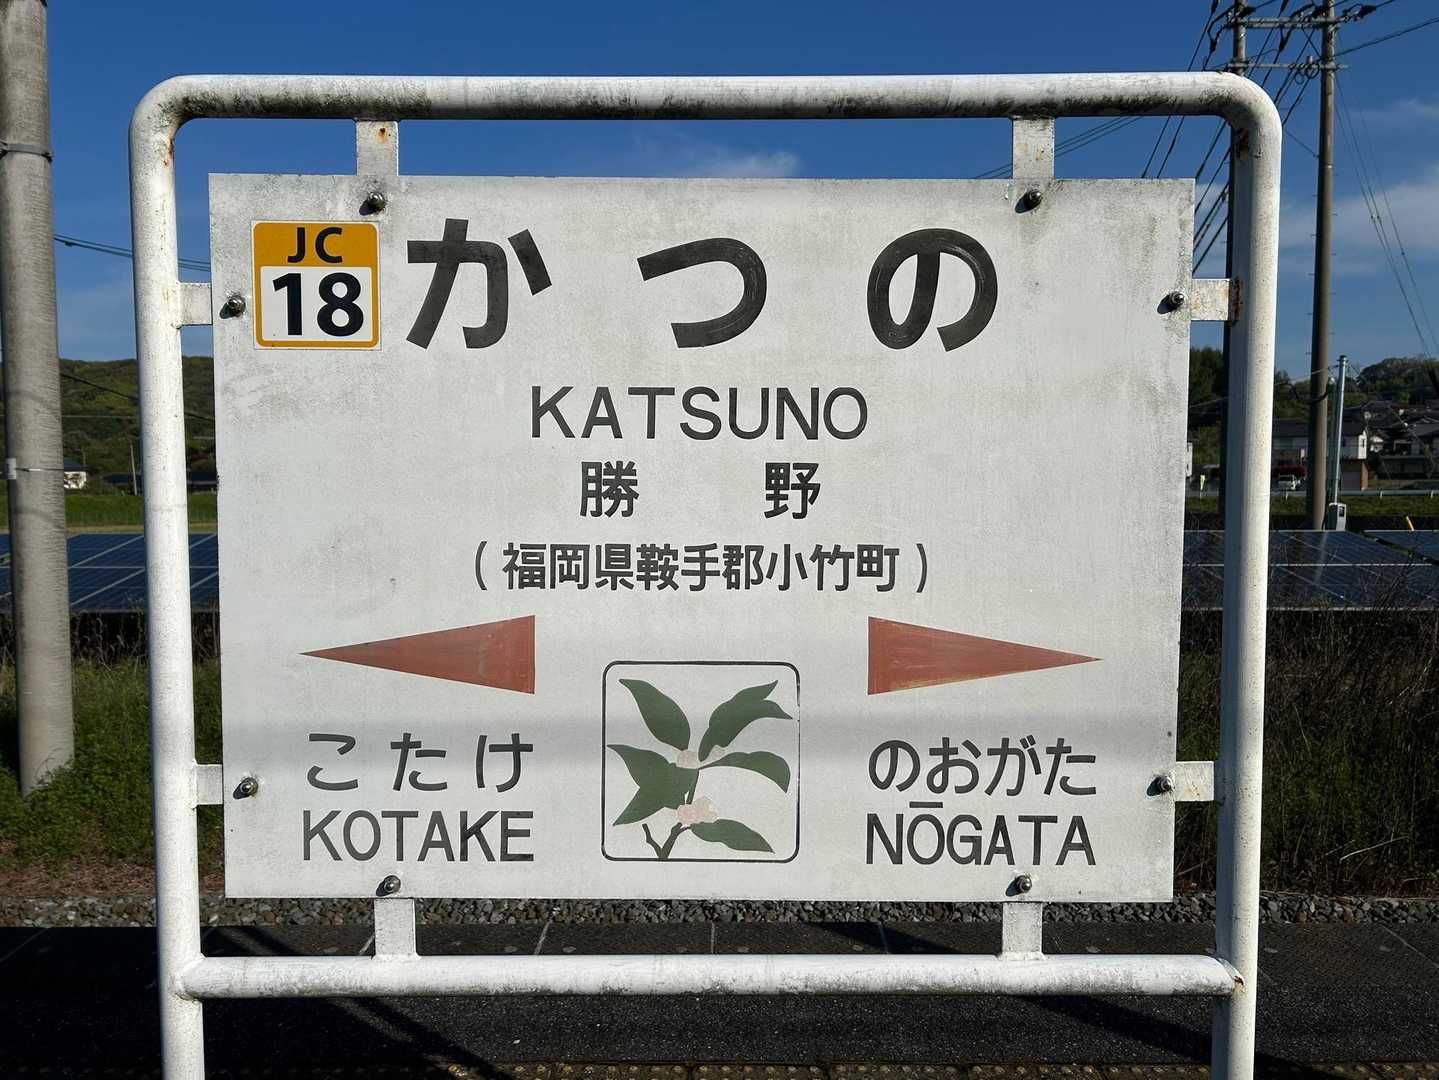 JC
18
かつの
KATSUNO
勝野
(福岡県鞍手郡小竹町)
こたけ
KOTAKE
のおがた
NŌGATA